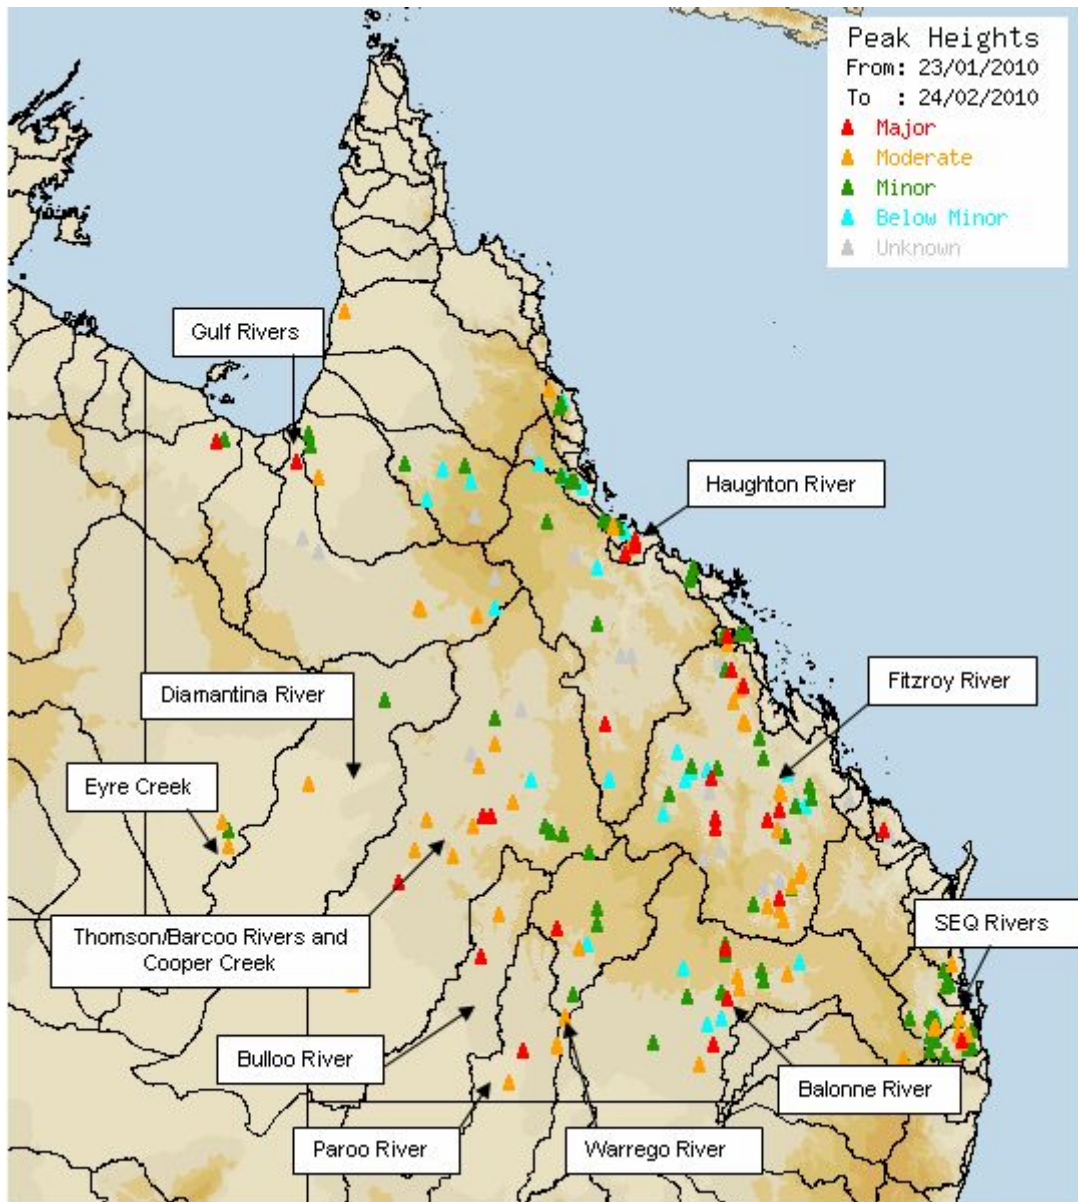 Peak Heights
From: 23/01/2010
To : 24/02/2010
Major
Moderate
Minor
Below Minor
Unknown
Gulf Rivers
Haughton River
Diamantina River
Fitzroy River
Eyre Creek
Thomson/Barcoo Rivers and
Cooper Creek
SEQ Rivers
Bulloo River
Balonne River
Paroo River
Warrego River